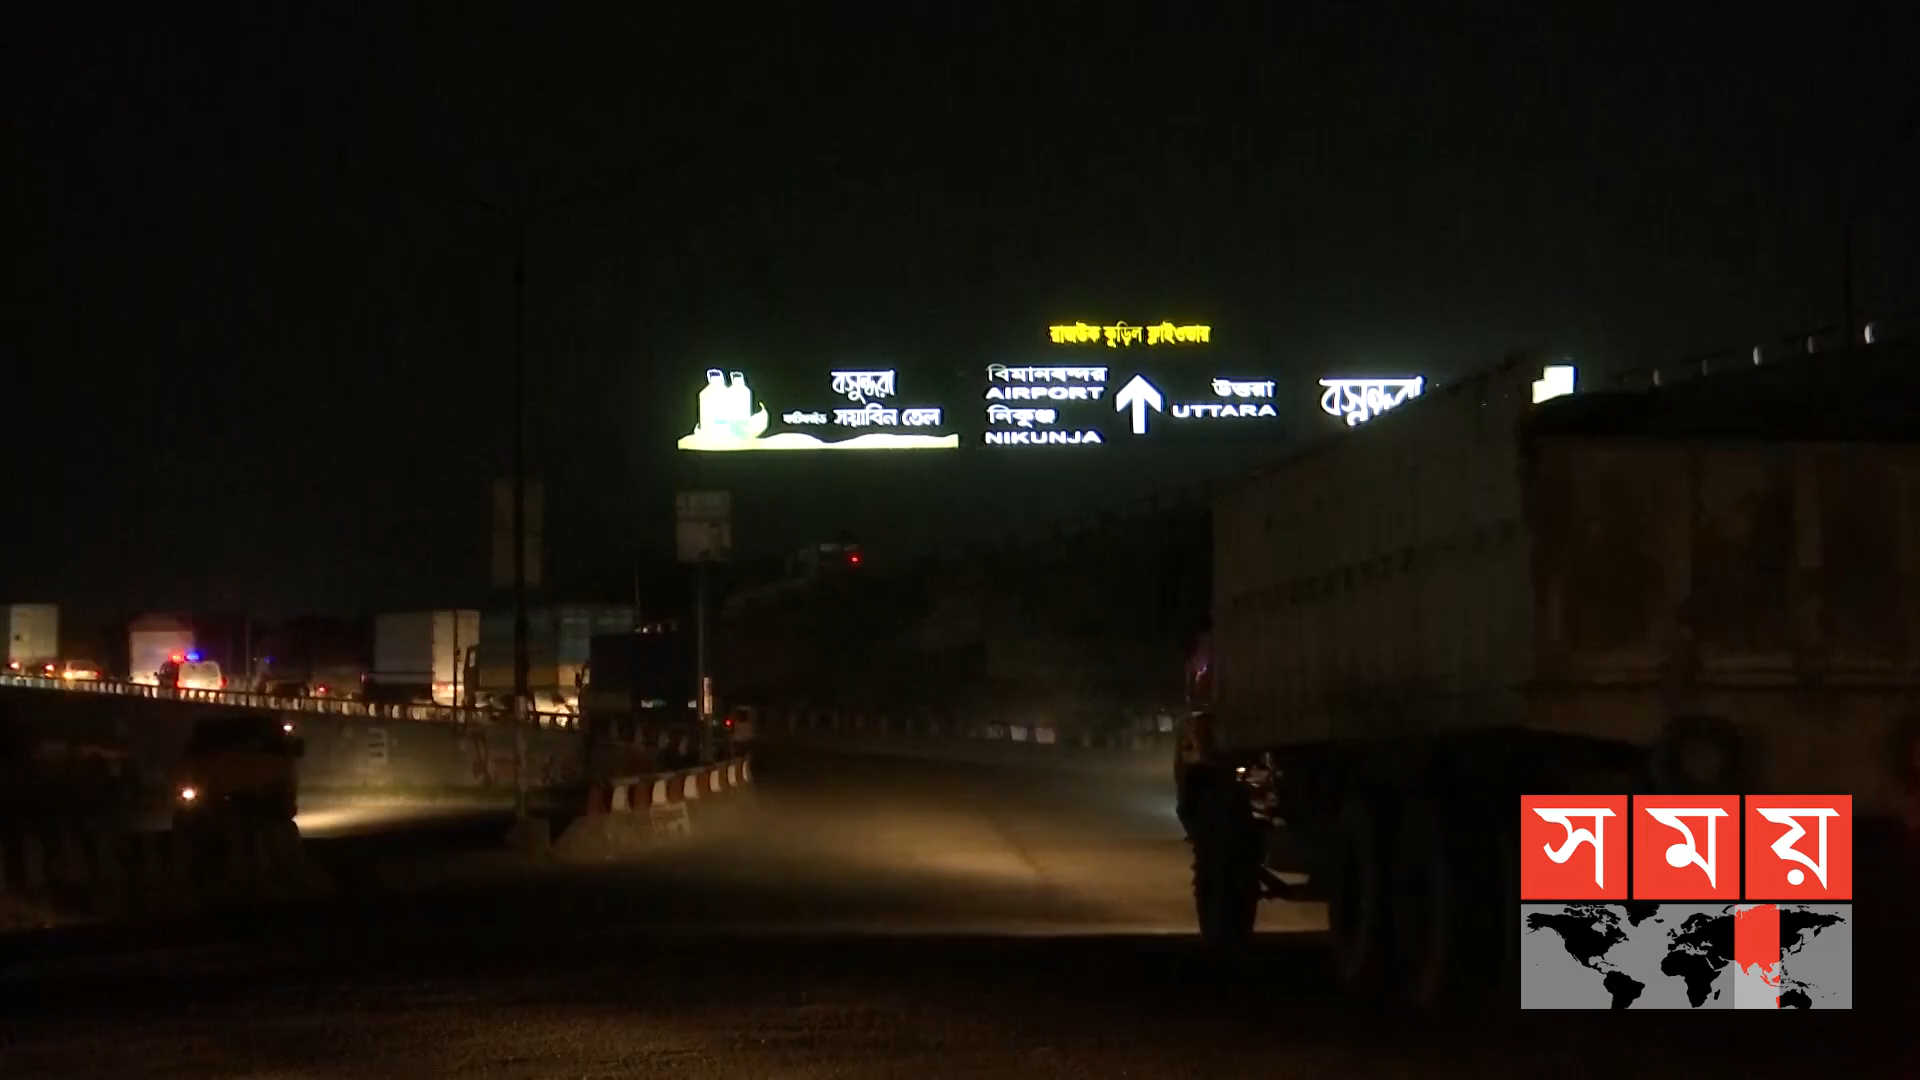 রাজউক কুড়িল ফ্লাইওভার
বসুন্ধরা
সয়াবিন তেল
বিমানবন্দর
AIRPORT
নিকুঞ্জ
NIKUNJA
উত্তরা
UTTARA
বসুন্ধরা
সময়